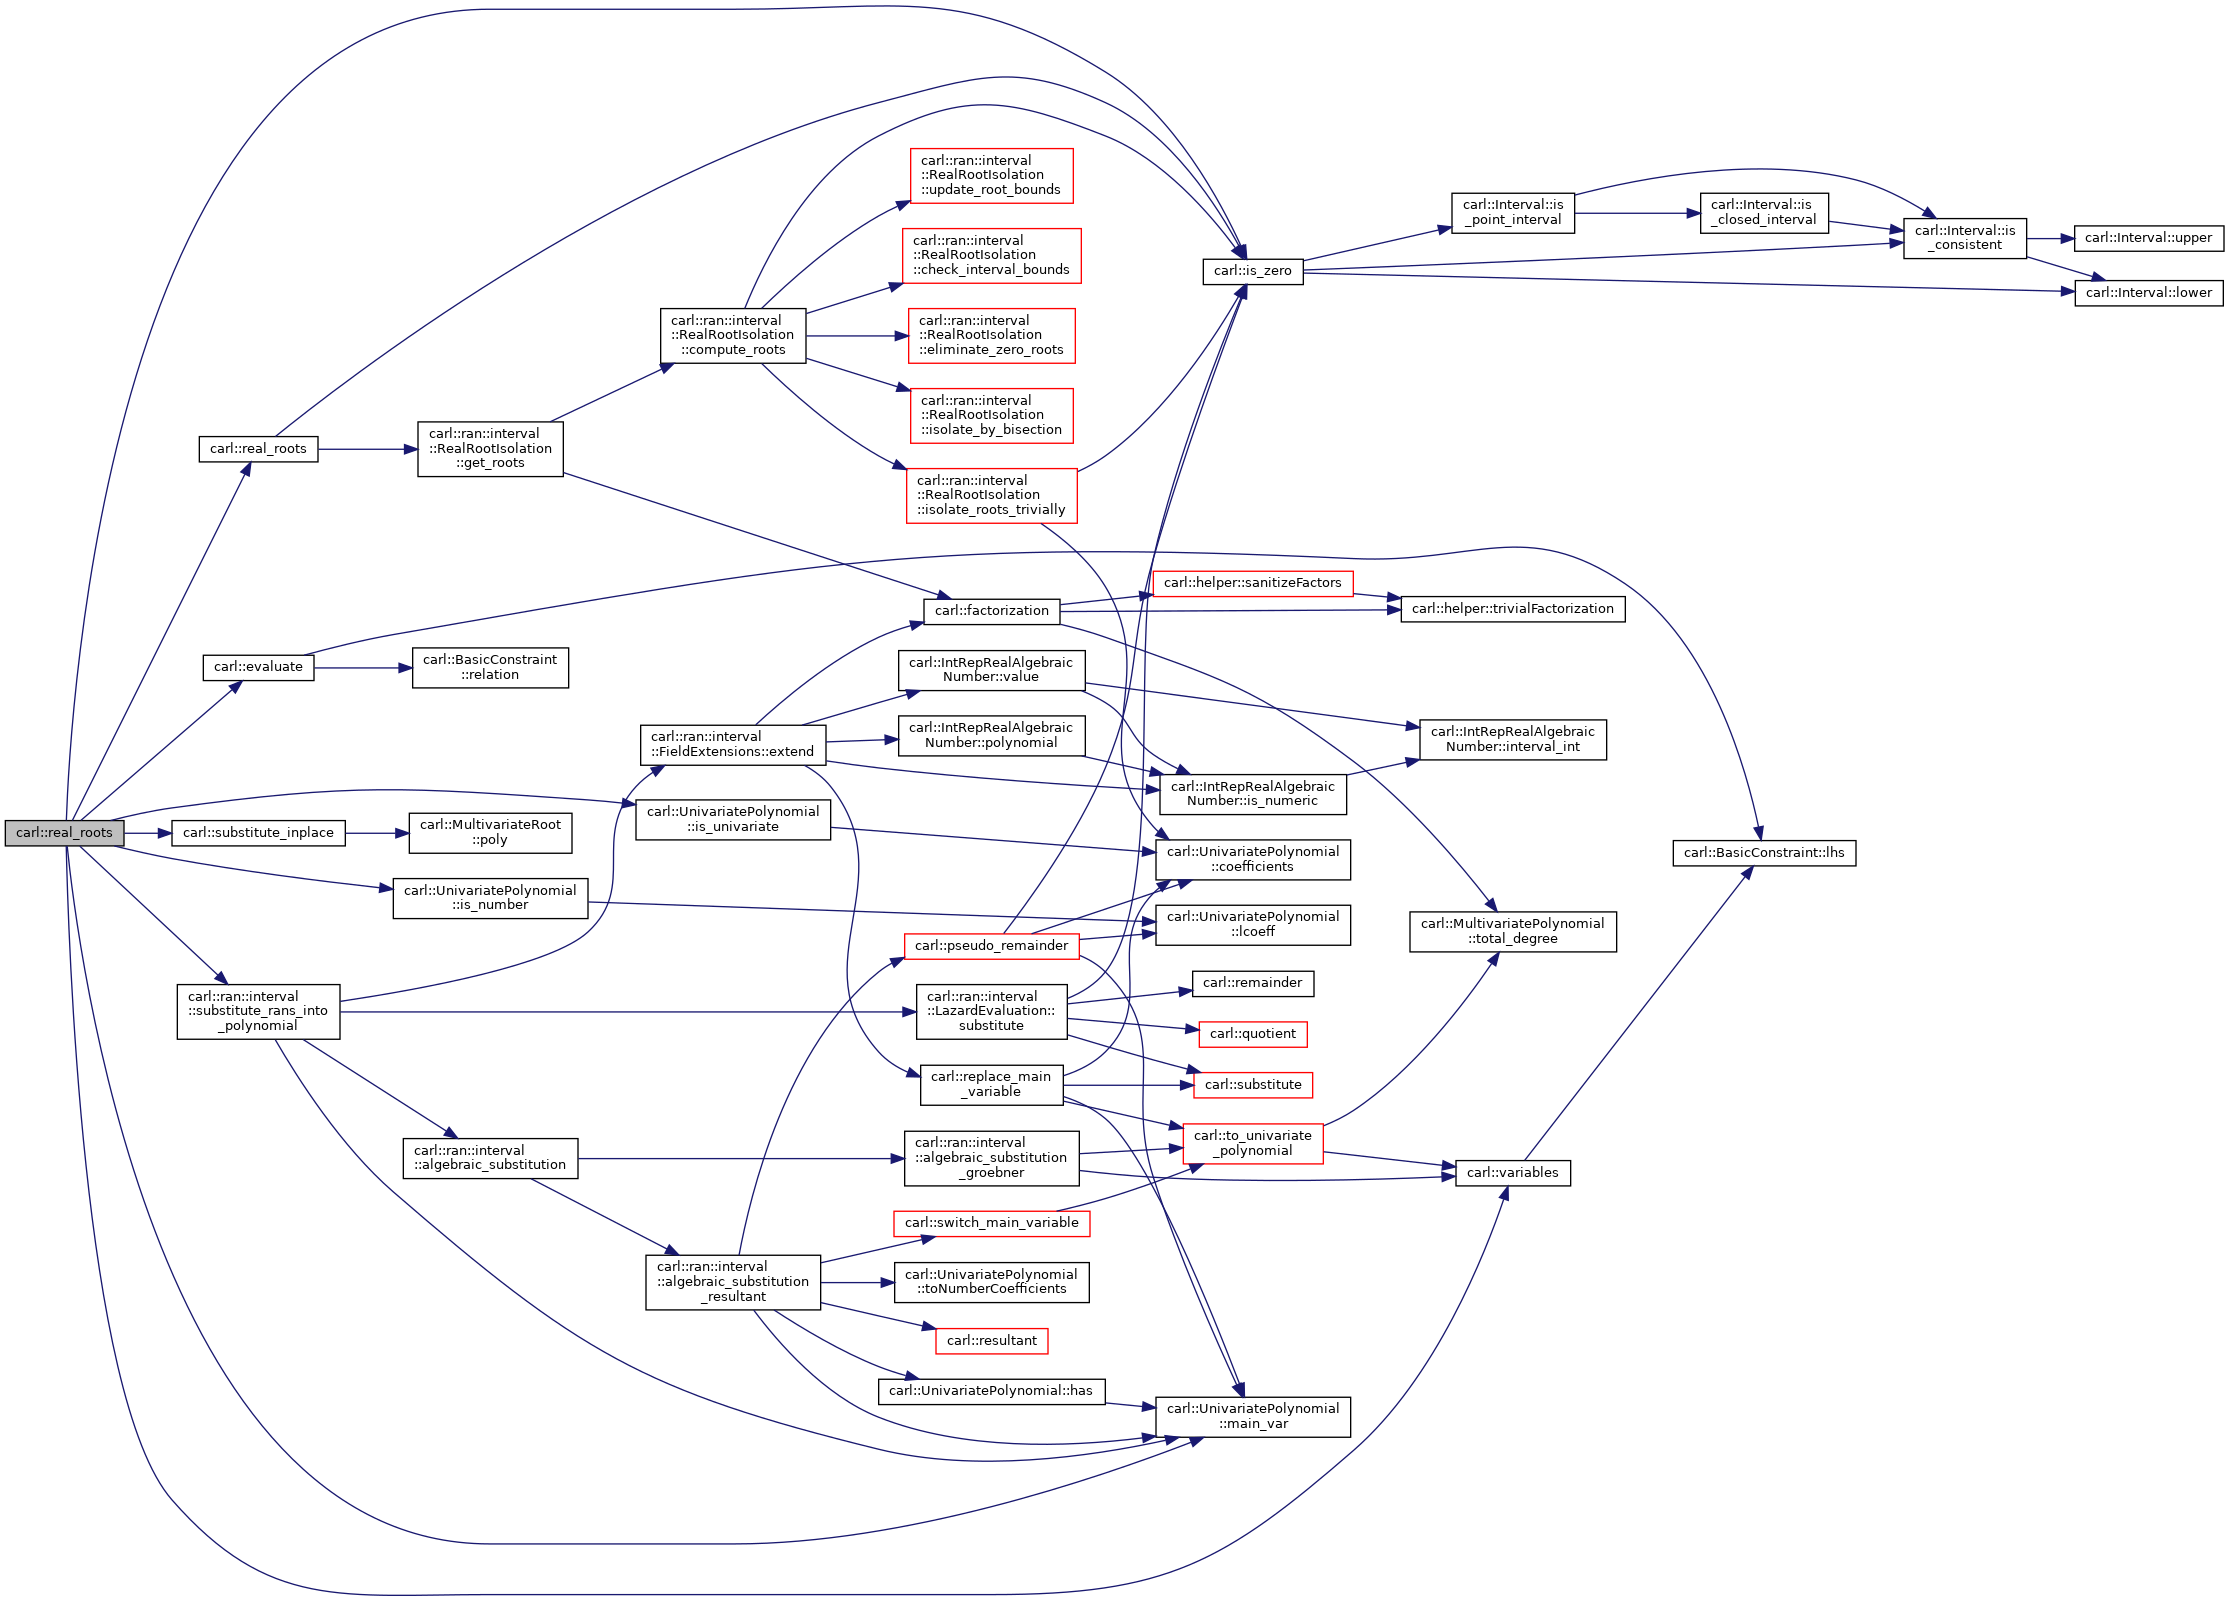 carl::real_roots
carl::real_roots
carl::evaluate
carl::substitute_inplace
carl::ran::interval
::substitute_rans_into
_polynomial
carl::ran::interval
::RealRootIsolation
::get_roots
carl::BasicConstraint
::relation
carl::MultivariateRoot
::poly
carl::UnivariatePolynomial
::is_number
carl::ran::interval
::algebraic_substitution
carl::ran::interval
::RealRootIsolation
::compute_roots
carl::ran::interval
::FieldExtensions::extend
carl::UnivariatePolynomial
::is_univariate
carl::ran::interval
::algebraic_substitution
_resultant
carl::ran::interval
::RealRootIsolation
::update_root_bounds
carl::ran::interval
::RealRootIsolation
::check_interval_bounds
carl::ran::interval
::RealRootIsolation
::eliminate_zero_roots
carl::ran::interval
::RealRootIsolation
::isolate_by_bisection
carl::ran::interval
::RealRootIsolation
::isolate_roots_trivially
carl::factorization
carl::IntRepRealAlgebraic
Number::value
carl::IntRepRealAlgebraic
Number::polynomial
carl::pseudo_remainder
carl::ran::interval
::LazardEvaluation::
substitute
carl::replace_main
_variable
carl::ran::interval
::algebraic_substitution
_groebner
carl::switch_main_variable
carl::UnivariatePolynomial
::toNumberCoefficients
carl::resultant
carl::UnivariatePolynomial::has
carl::is_zero
carl::helper::sanitizeFactors
carl::IntRepRealAlgebraic
Number::is_numeric
carl::UnivariatePolynomial
::coefficients
carl::UnivariatePolynomial
::lcoeff
carl::remainder
carl::quotient
carl::substitute
carl::to_univariate
_polynomial
carl::UnivariatePolynomial
::main_var
carl::Interval::is
_point_interval
carl::helper::trivialFactorization
carl::IntRepRealAlgebraic
Number::interval_int
carl::MultivariatePolynomial
::total_degree
carl::variables
carl::Interval::is
_closed_interval
carl::BasicConstraint::lhs
carl::Interval::is
_consistent
carl::Interval::upper
carl::Interval::lower